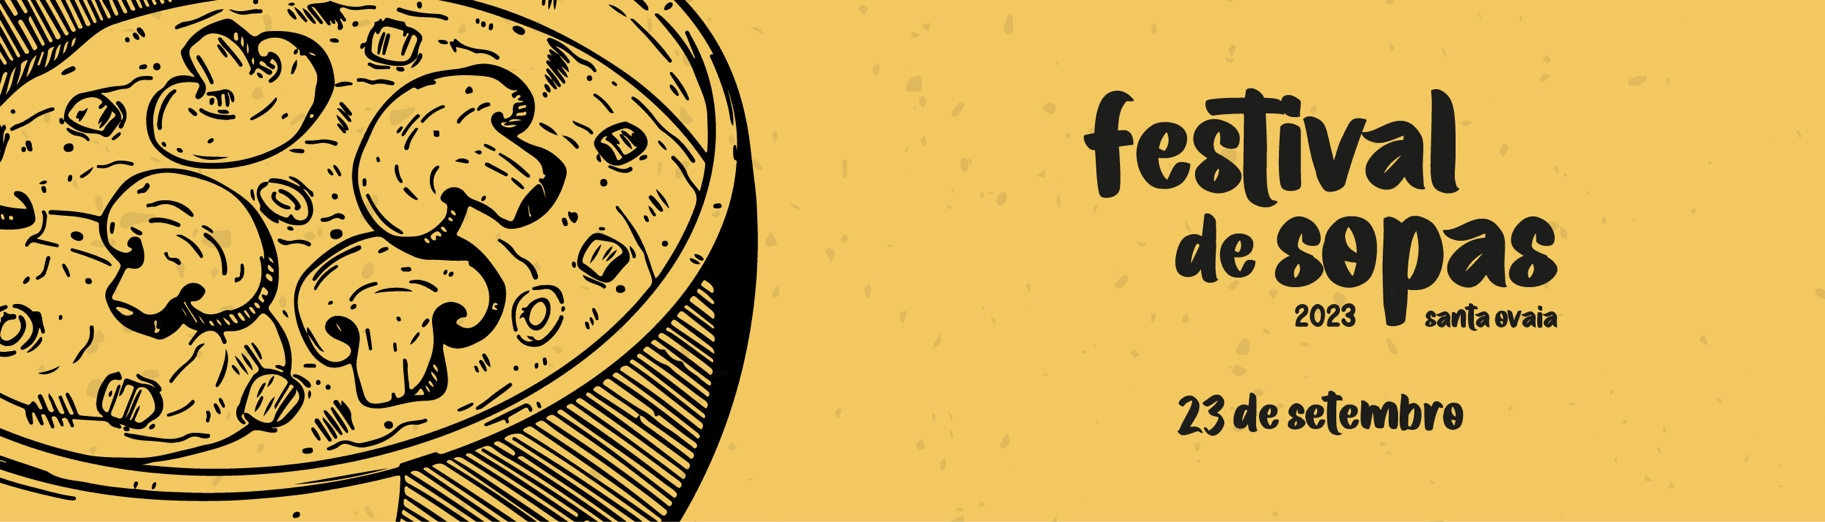 festival
de sopas
2023 santa ovaia
23 de setembro